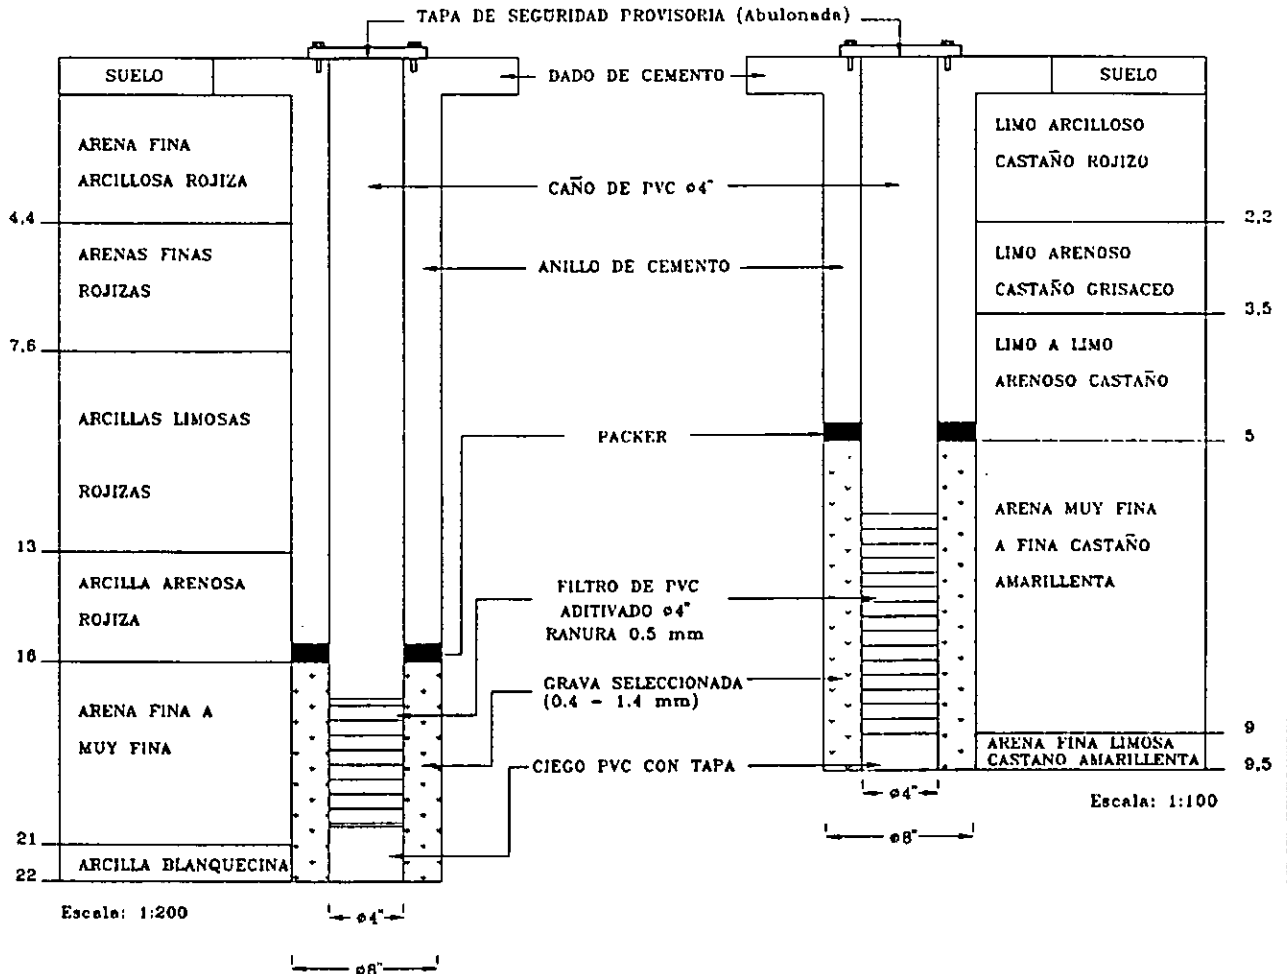 TAPA DE SEGURIDAD PROVISORIA (Abulonada)
SUELO
DADO DE CEMENTO
SUELO
ARENA FINA
ARCILLOSA ROJIZA
4,4
ARENAS FINAS
ROJIZAS
7,6
ARCILLAS LIMOSAS
ROJIZAS
13
ARCILLA ARENOSA
ROJIZA
16
ARENA FINA A
MUY FINA
21
ARCILLA BLANQUECINA
22
Escala: 1:200
ø4"
ø8"
CAÑO DE PVC ø4"
ANILLO DE CEMENTO
PACKER
FILTRO DE PVC
ADITIVADO ø4"
RANURA 0.5 mm
GRAVA SELECCIONADA
(0.4 - 1.4 mm)
CIEGO PVC CON TAPA
LIMO ARCILLOSO
CASTAÑO ROJIZO
2,2
LIMO ARENOSO
CASTAÑO GRISACEO
3,5
LIMO A LIMO
ARENOSO CASTAÑO
5
ARENA MUY FINA
A FINA CASTAÑO
AMARILLENTA
9
ARENA FINA LIMOSA
CASTANO AMARILLENTA
9,5
ø4"
Escala: 1:100
ø8"